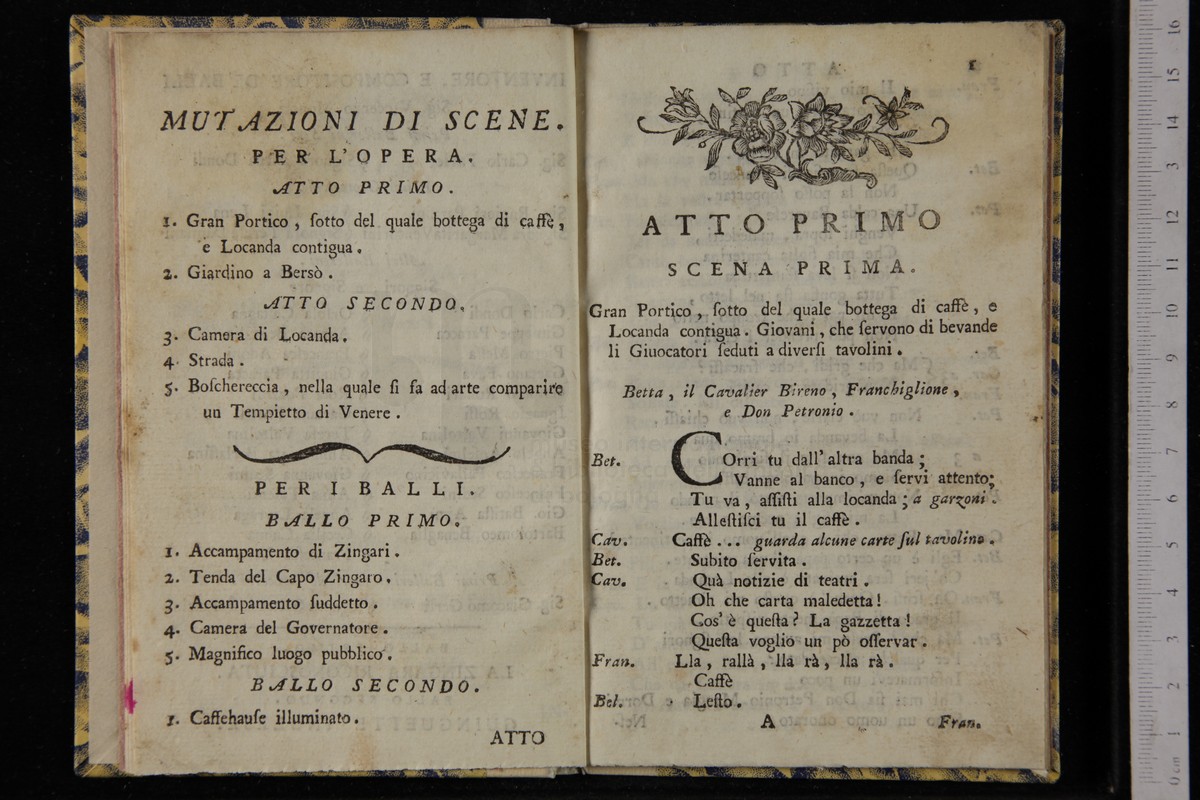 MUTAZIONI DI SCENE.
PER L'OPERA.
ATTO PRIMO.
1. Gran Portico , ſotto del quale bottega di caffè ,
e Locanda contigua .
2. Giardino a Bersò .
ATTO SECONDO.
3. Camera di Locanda .
4. Strada .
5. Boſchereccia , nella quale ſi fa ad arte comparire
un Tempietto di Venere .
PER I BALLI.
BALLO PRIMO.
1. Accampamento di Zingari .
2. Tenda del Capo Zingaro .
3. Accampamento ſuddetto .
4. Camera del Governatore .
5. Magnifico luogo pubblico .
BALLO SECONDO.
1. Caffehauſe illuminato .
ATTO
1
ATTO PRIMO
SCENA PRIMA.
Gran Portico , ſotto del quale bottega di caffè , e
Locanda contigua . Giovani , che ſervono di bevande
li Giuocatori ſeduti a diverſi tavolini .
Betta , il Cavalier Bireno , Franchiglione ,
e Don Petronio .
Bet. COrri tu dall' altra banda ;
Vanne al banco , e ſervi attento ;
Tu va , aſſiſti alla locanda ; a garzoni .
Alleſtiſci tu il caffè .
Cav. Caffè ... guarda alcune carte ſul tavolino .
Bet. Subito ſervita .
Cav. Quà notizie di teatri .
Oh che carta maledetta !
Cos' è queſta ? La gazzetta !
Queſta voglio un pò oſſervar .
Fran. Lla , rallà , lla rà , lla rà .
Caffè
Bet. Leſto .
A Fran.